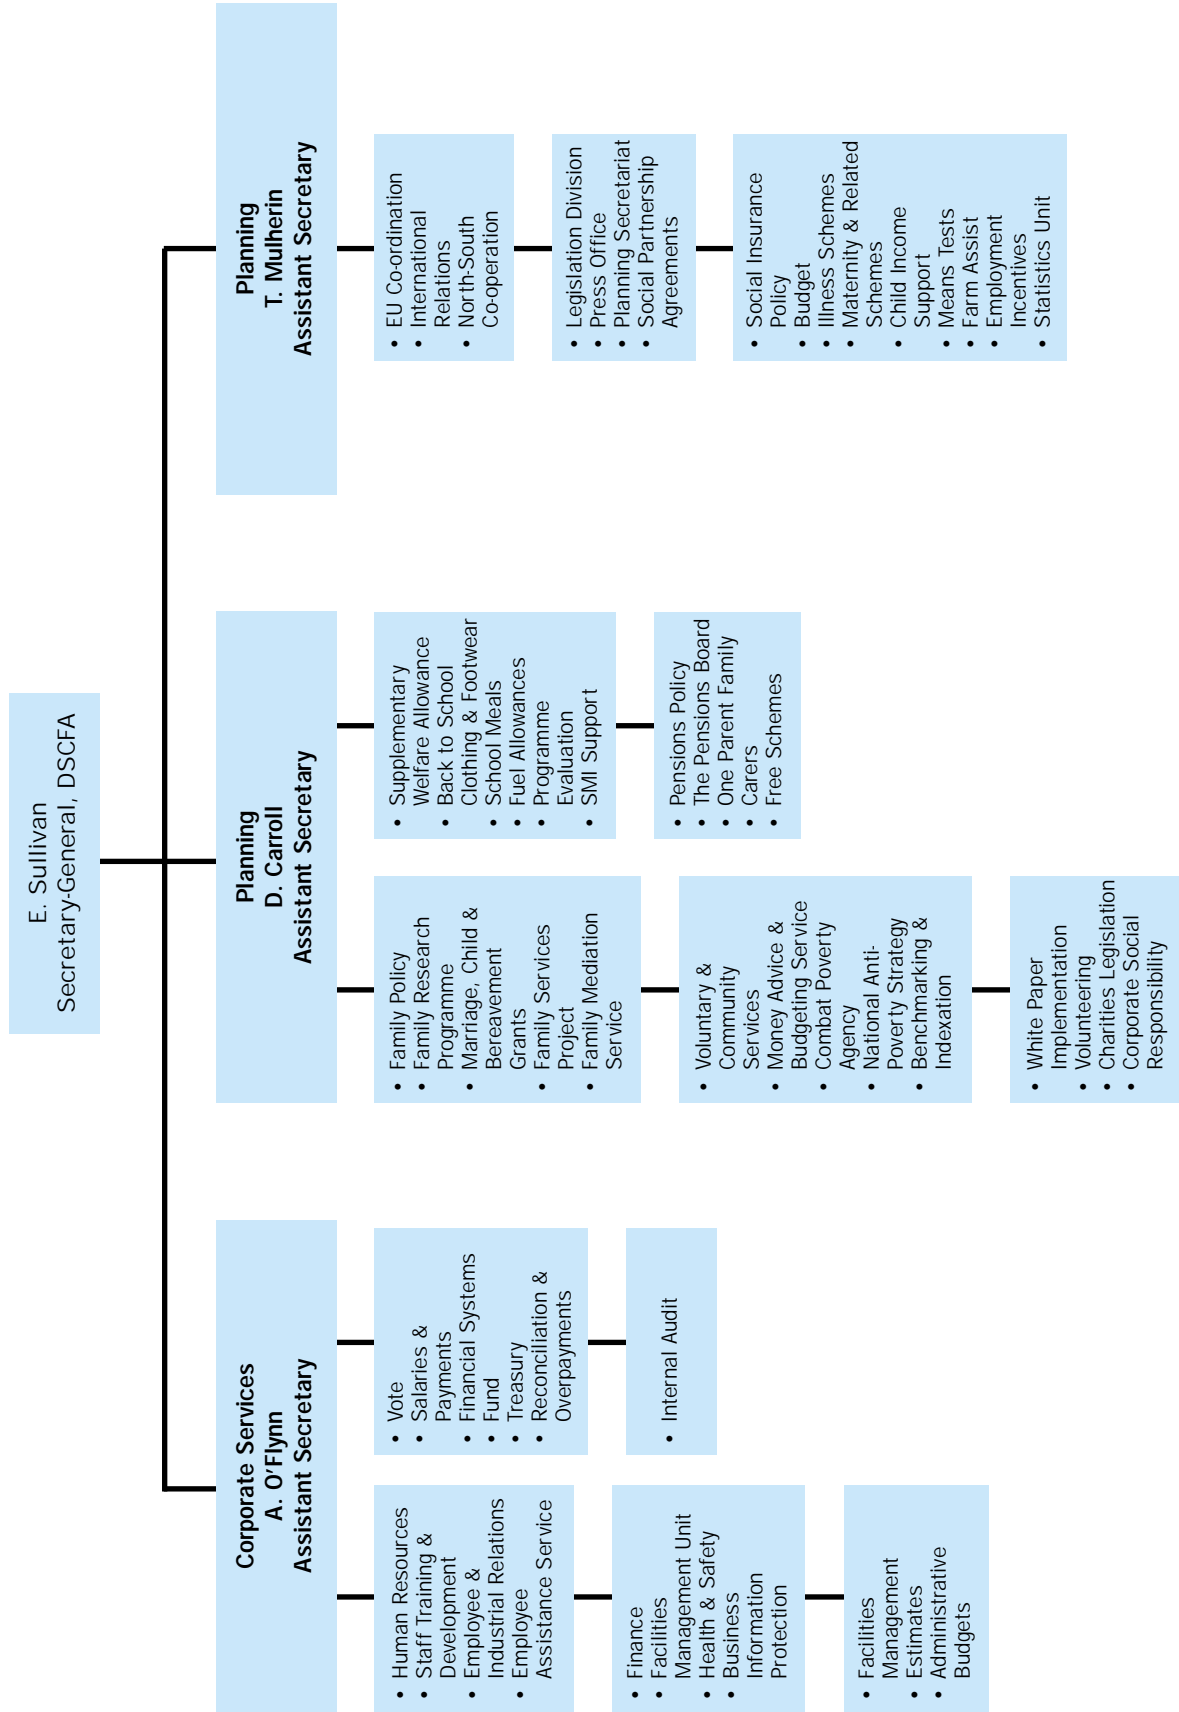 E. Sullivan
Secretary-General, DSCFA
Corporate Services
A. O'Flynn
Assistant Secretary
• Human Resources
• Staff Training &
Development
• Employee &
Industrial Relations
• Employee
Assistance Service
• Finance
• Facilities
Management Unit
• Health & Safety
• Business
Information
Protection
• Facilities
Management
• Estimates
• Administrative
Budgets
• Vote
• Salaries &
Payments
• Financial Systems
• Fund
• Treasury
• Reconciliation &
Overpayments
• Internal Audit
Planning
D. Carroll
Assistant Secretary
• Family Policy
• Family Research
Programme
• Marriage, Child &
Bereavement
Grants
• Family Services
Project
• Family Mediation
Service
• Voluntary &
Community
Services
• Money Advice &
Budgeting Service
• Combat Poverty
Agency
• National Anti-
Poverty Strategy
• Benchmarking &
Indexation
• White Paper
Implementation
• Volunteering
• Charities Legislation
• Corporate Social
Responsibility
• Supplementary
Welfare Allowance
• Back to School
Clothing & Footwear
• School Meals
• Fuel Allowances
• Programme
Evaluation
• SMI Support
• Pensions Policy
• The Pensions Board
• One Parent Family
• Carers
• Free Schemes
Planning
T. Mulherin
Assistant Secretary
• EU Co-ordination
• International
Relations
• North-South
Co-operation
• Legislation Division
• Press Office
• Planning Secretariat
• Social Partnership
Agreements
• Social Insurance
Policy
• Budget
• Illness Schemes
• Maternity & Related
Schemes
• Child Income
Support
• Means Tests
• Farm Assist
• Employment
Incentives
• Statistics Unit